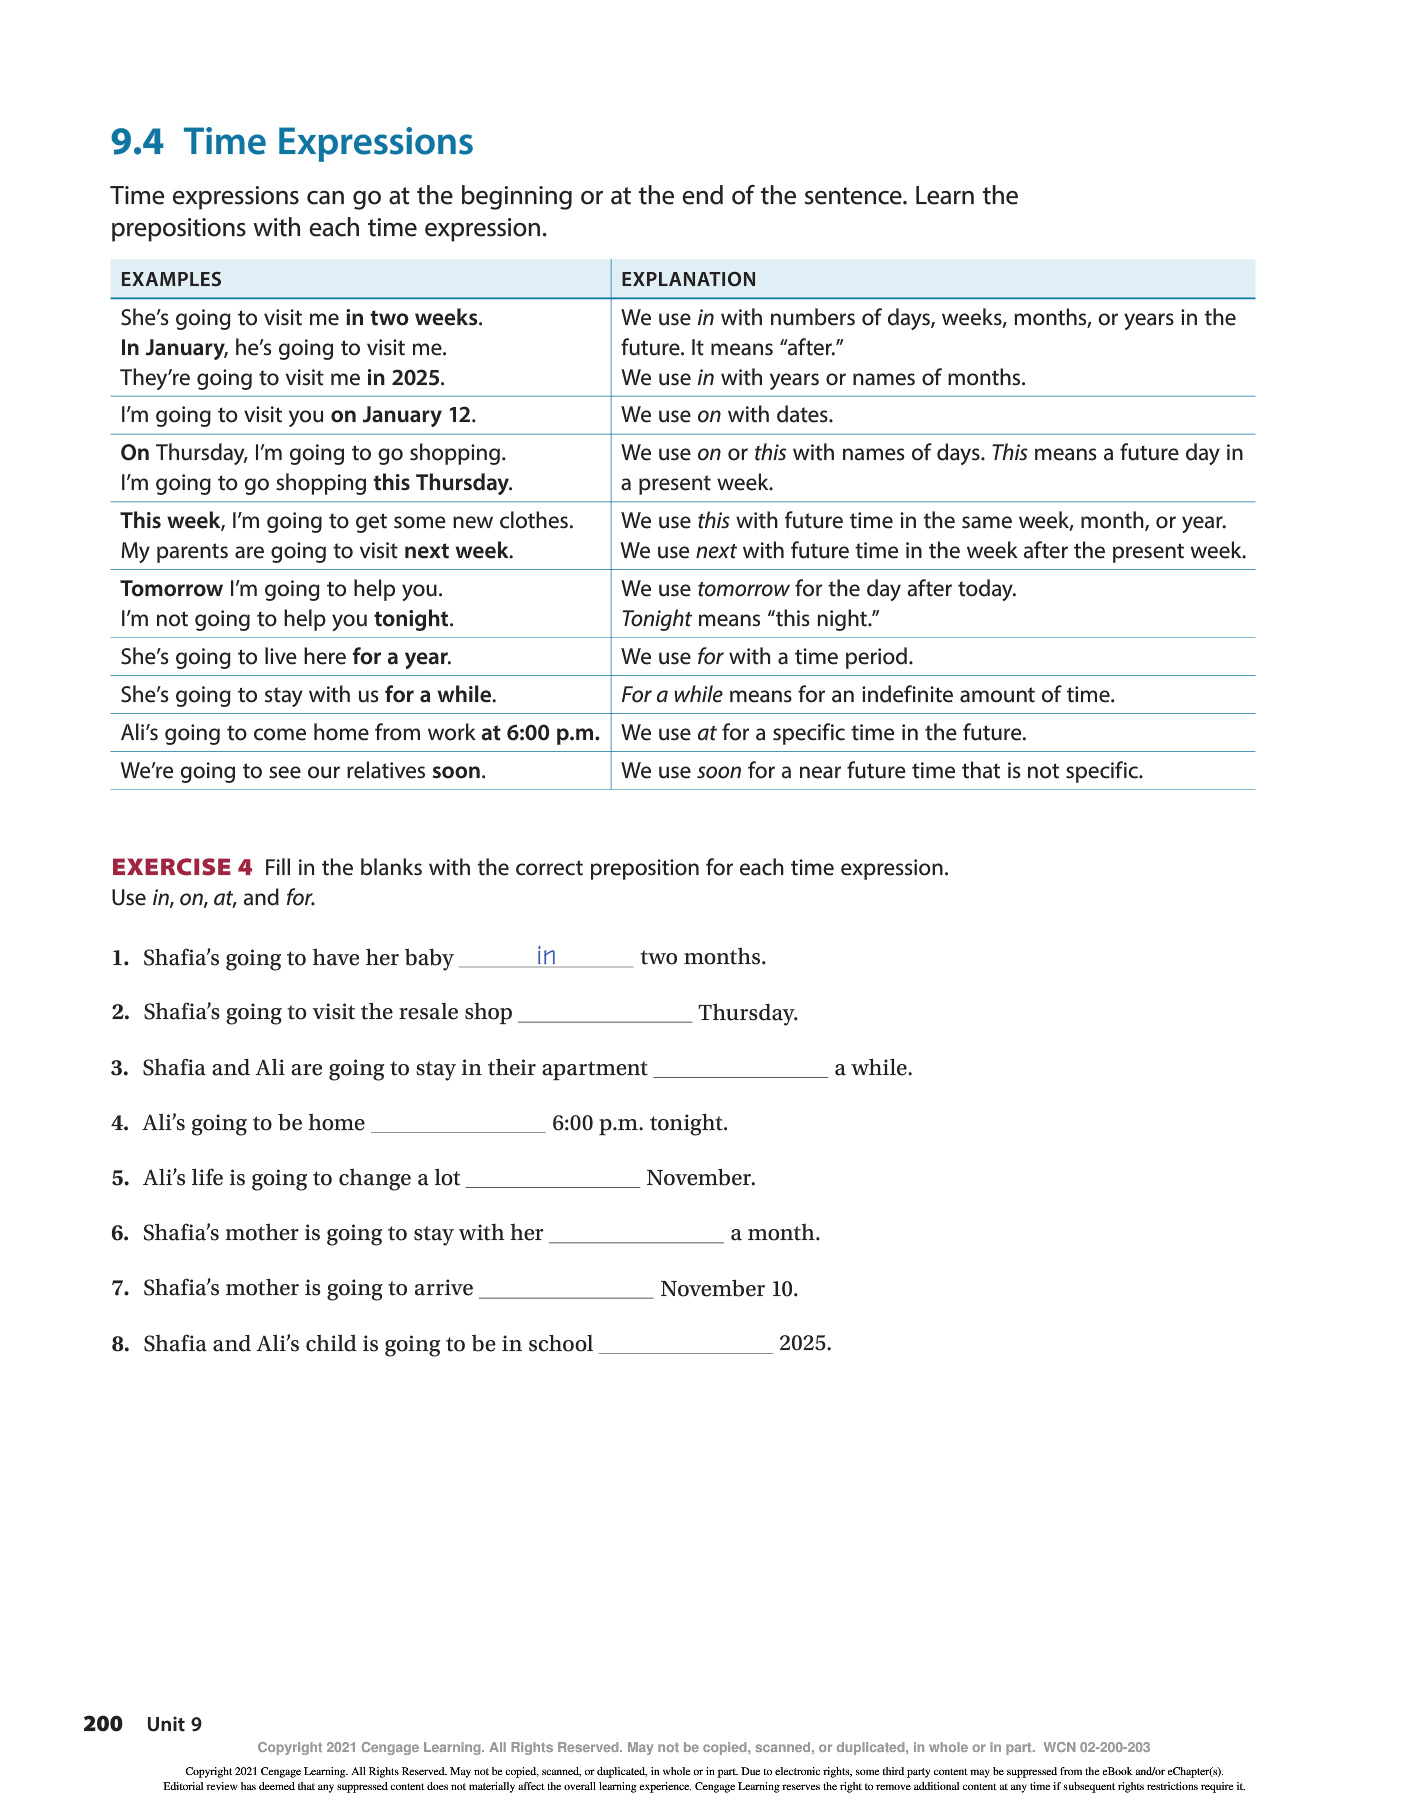 9.4 Time Expressions
Time expressions can go at the beginning or at the end of the sentence. Learn the
prepositions with each time expression.
EXAMPLES
EXPLANATION
She’s going to visit me in two weeks.
In January, he’s going to visit me.
They’re going to visit me in 2025.
We use in with numbers of days, weeks, months, or years in the
future. It means “after.”
We use in with years or names of months.
I’m going to visit you on January 12.
We use on with dates.
On Thursday, I’m going to go shopping.
I’m going to go shopping this Thursday.
We use on or this with names of days. This means a future day in
a present week.
This week, I’m going to get some new clothes.
My parents are going to visit next week.
We use this with future time in the same week, month, or year.
We use next with future time in the week after the present week.
Tomorrow I’m going to help you.
I’m not going to help you tonight.
We use tomorrow for the day after today.
Tonight means “this night.”
She’s going to live here for a year.
We use for with a time period.
She’s going to stay with us for a while.
For a while means for an indefinite amount of time.
Ali’s going to come home from work at 6:00 p.m.
We use at for a specific time in the future.
We’re going to see our relatives soon.
We use soon for a near future time that is not specific.
EXERCISE 4 Fill in the blanks with the correct preposition for each time expression.
Use in, on, at, and for.
1. Shafia’s going to have her baby in two months.
2. Shafia’s going to visit the resale shop ________ Thursday.
3. Shafia and Ali are going to stay in their apartment ________ a while.
4. Ali’s going to be home ________ 6:00 p.m. tonight.
5. Ali’s life is going to change a lot ________ November.
6. Shafia’s mother is going to stay with her ________ a month.
7. Shafia’s mother is going to arrive ________ November 10.
8. Shafia and Ali’s child is going to be in school ________ 2025.
200 Unit 9
Copyright 2021 Cengage Learning. All Rights Reserved. May not be copied, scanned, or duplicated, in whole or in part. WCN 02-200-203
Copyright 2021 Cengage Learning. All Rights Reserved. May not be copied, scanned, or duplicated, in whole or in part. Due to electronic rights, some third party content may be suppressed from the eBook and/or eChapter(s).
Editorial review has deemed that any suppressed content does not materially affect the overall learning experience. Cengage Learning reserves the right to remove additional content at any time if subsequent rights restrictions require it.